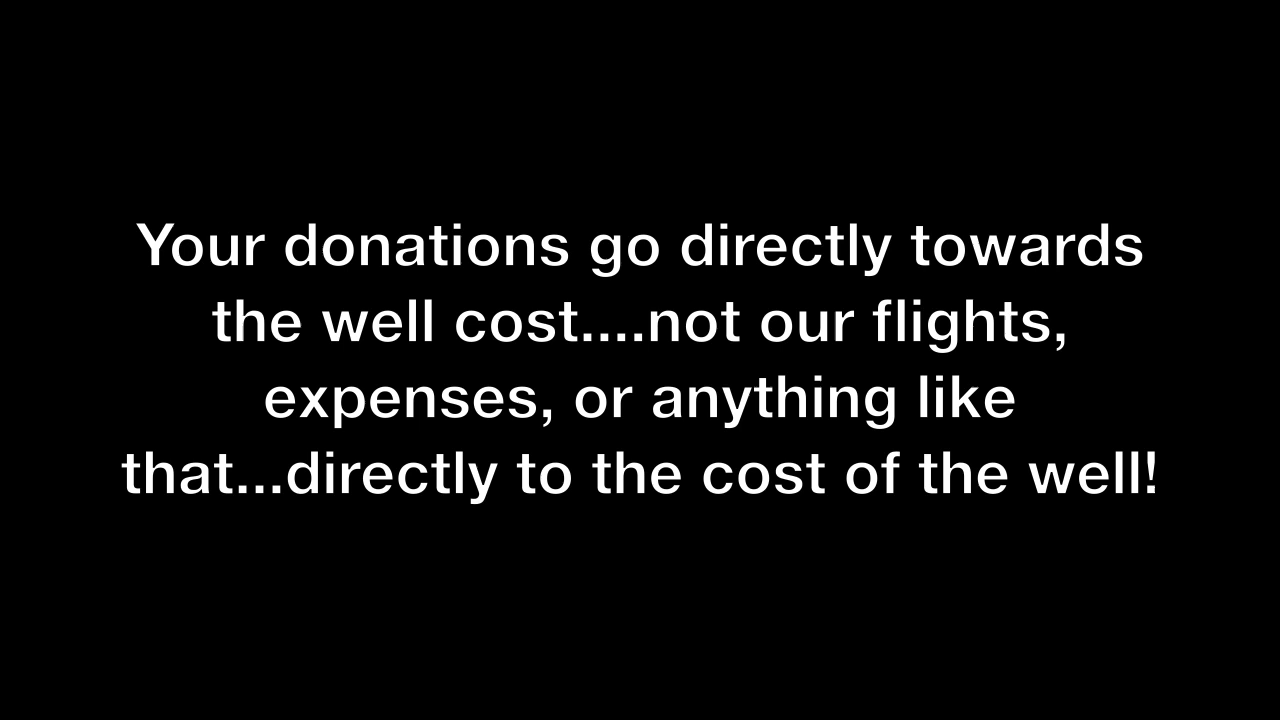 Your donations go directly towards
the well cost....not our flights,
expenses, or anything like
that...directly to the cost of the well!